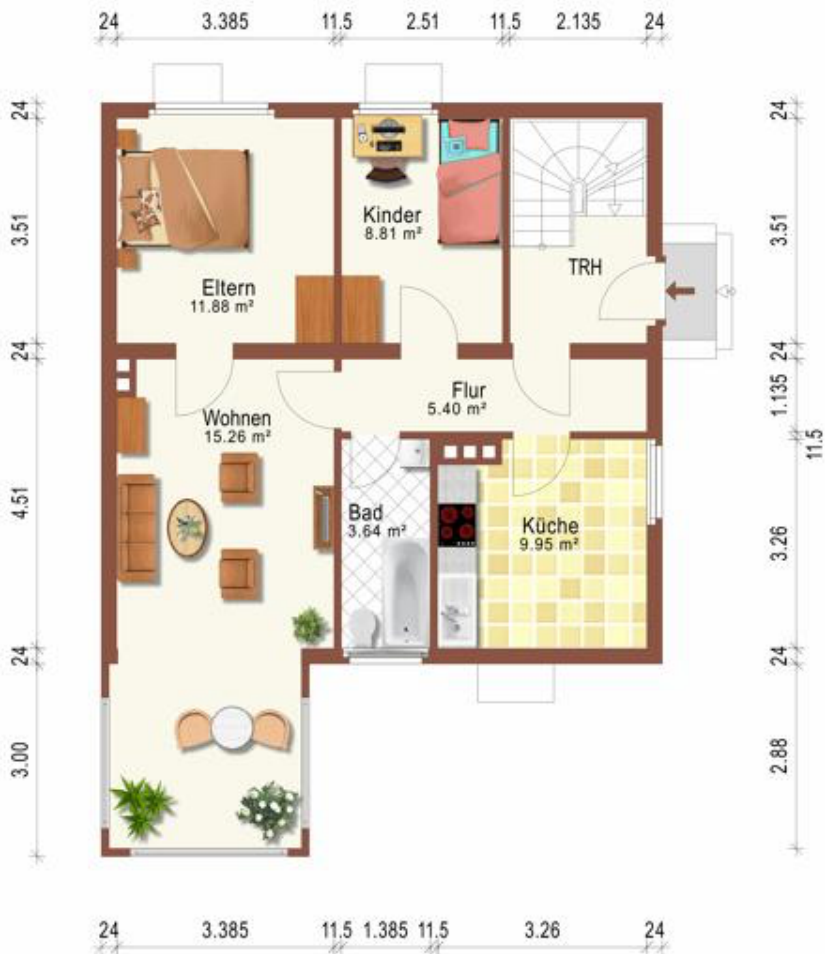 24 3.385 11.5 2.51 11.5 2.135 24
24
24
3.51
3.51
Kinder
8.81 m²
TRH
Eltern
11.88 m²
24
24
Flur
5.40 m²
1.135
Wohnen
15.26 m²
11.5
4.51
Bad
3.64 m²
Küche
9.95 m²
3.26
24
24
3.00
2.88
24 3.385 11.5 1.385 11.5 3.26 24